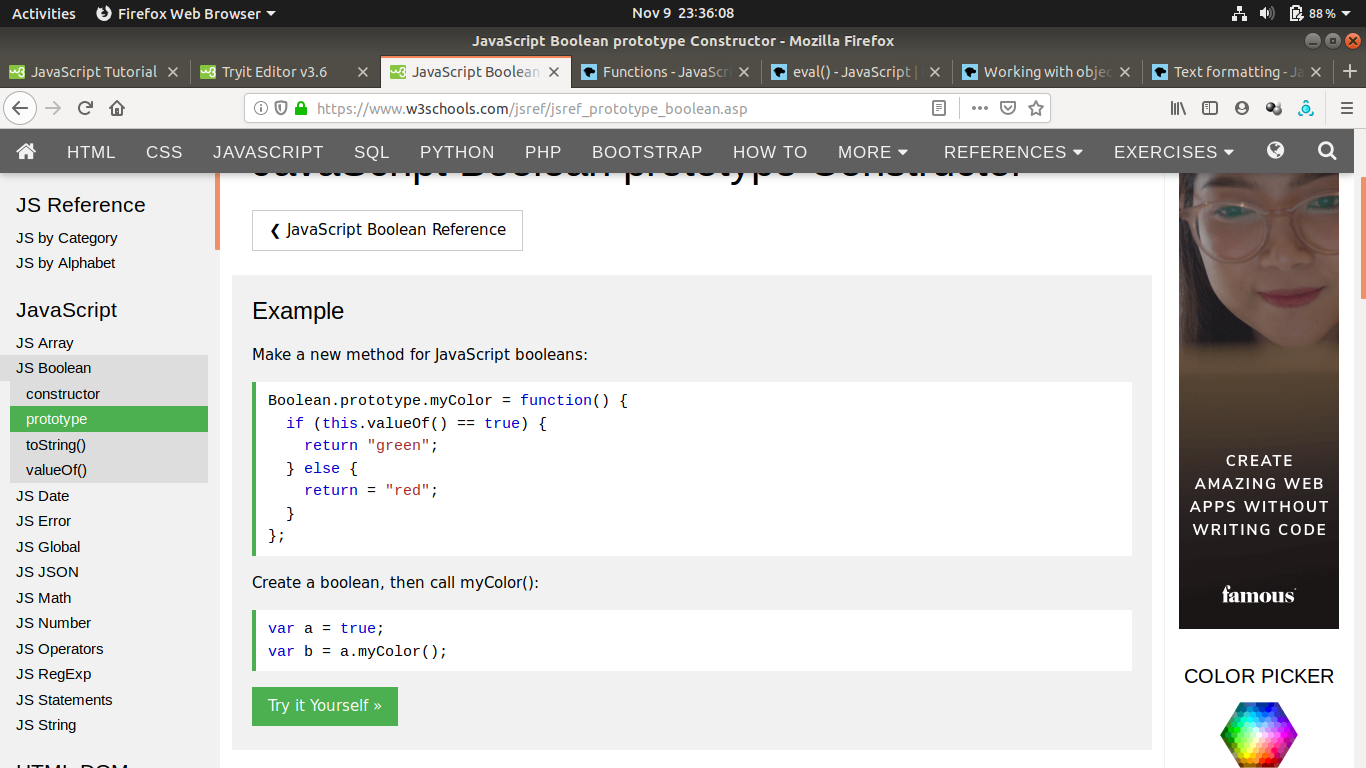 Activities Firefox Web Browser Nov 9 23:36:08 88%
JavaScript Boolean prototype Constructor - Mozilla Firefox
JavaScript Tutorial Tryit Editor v3.6 JavaScript Boolean Functions - JavaScri eval() - JavaScript | Working with objec Text formatting - Ja
https://www.w3schools.com/jsref/jsref_prototype_boolean.asp
HTML CSS JAVASCRIPT SQL PYTHON PHP BOOTSTRAP HOW TO MORE REFERENCES EXERCISES
JavaScript Boolean prototype Constructor
JS Reference
JS by Category
JS by Alphabet
JavaScript
JS Array
JS Boolean
constructor
prototype
toString()
valueOf()
JS Date
JS Error
JS Global
JS JSON
JS Math
JS Number
JS Operators
JS RegExp
JS Statements
JS String
HTML DOM
❮ JavaScript Boolean Reference
Example
Make a new method for JavaScript booleans:
Boolean.prototype.myColor = function() {
  if (this.valueOf() == true) {
    return "green";
  } else {
    return = "red";
  }
};
Create a boolean, then call myColor():
var a = true;
var b = a.myColor();
Try it Yourself »
CREATE
AMAZING WEB
APPS WITHOUT
WRITING CODE
famous
COLOR PICKER